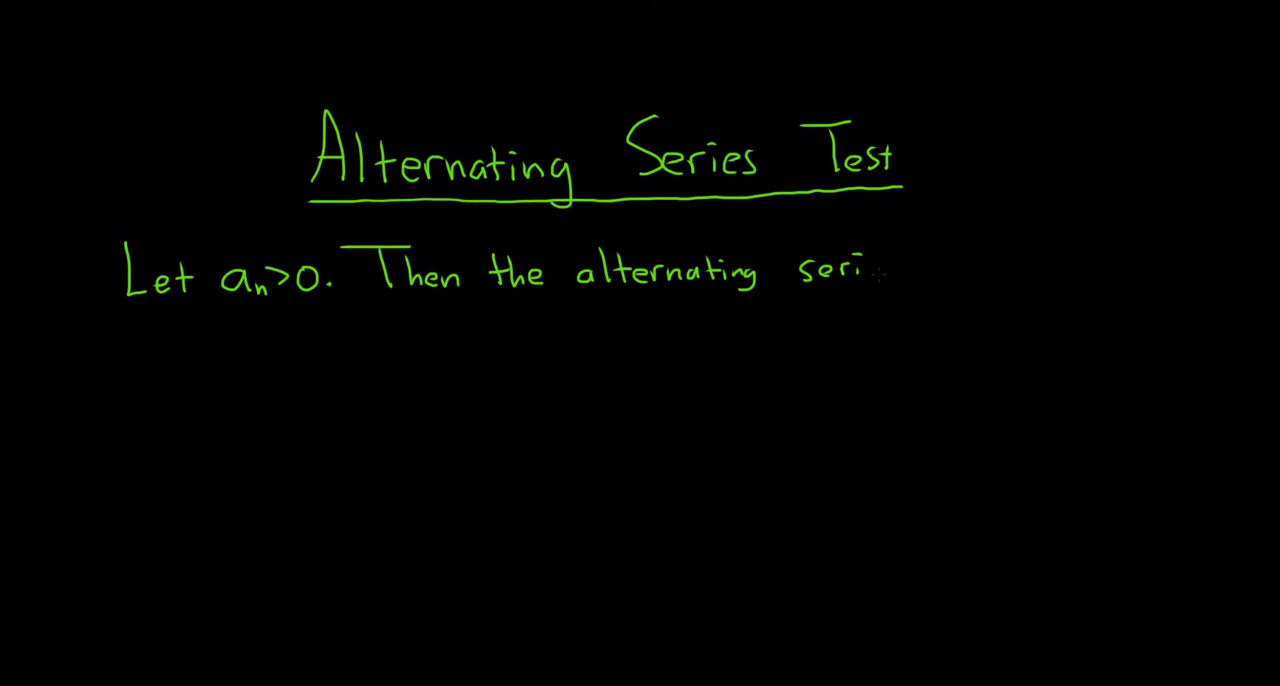 Alternating Series Test
Let aₙ>0. Then the alternating seri